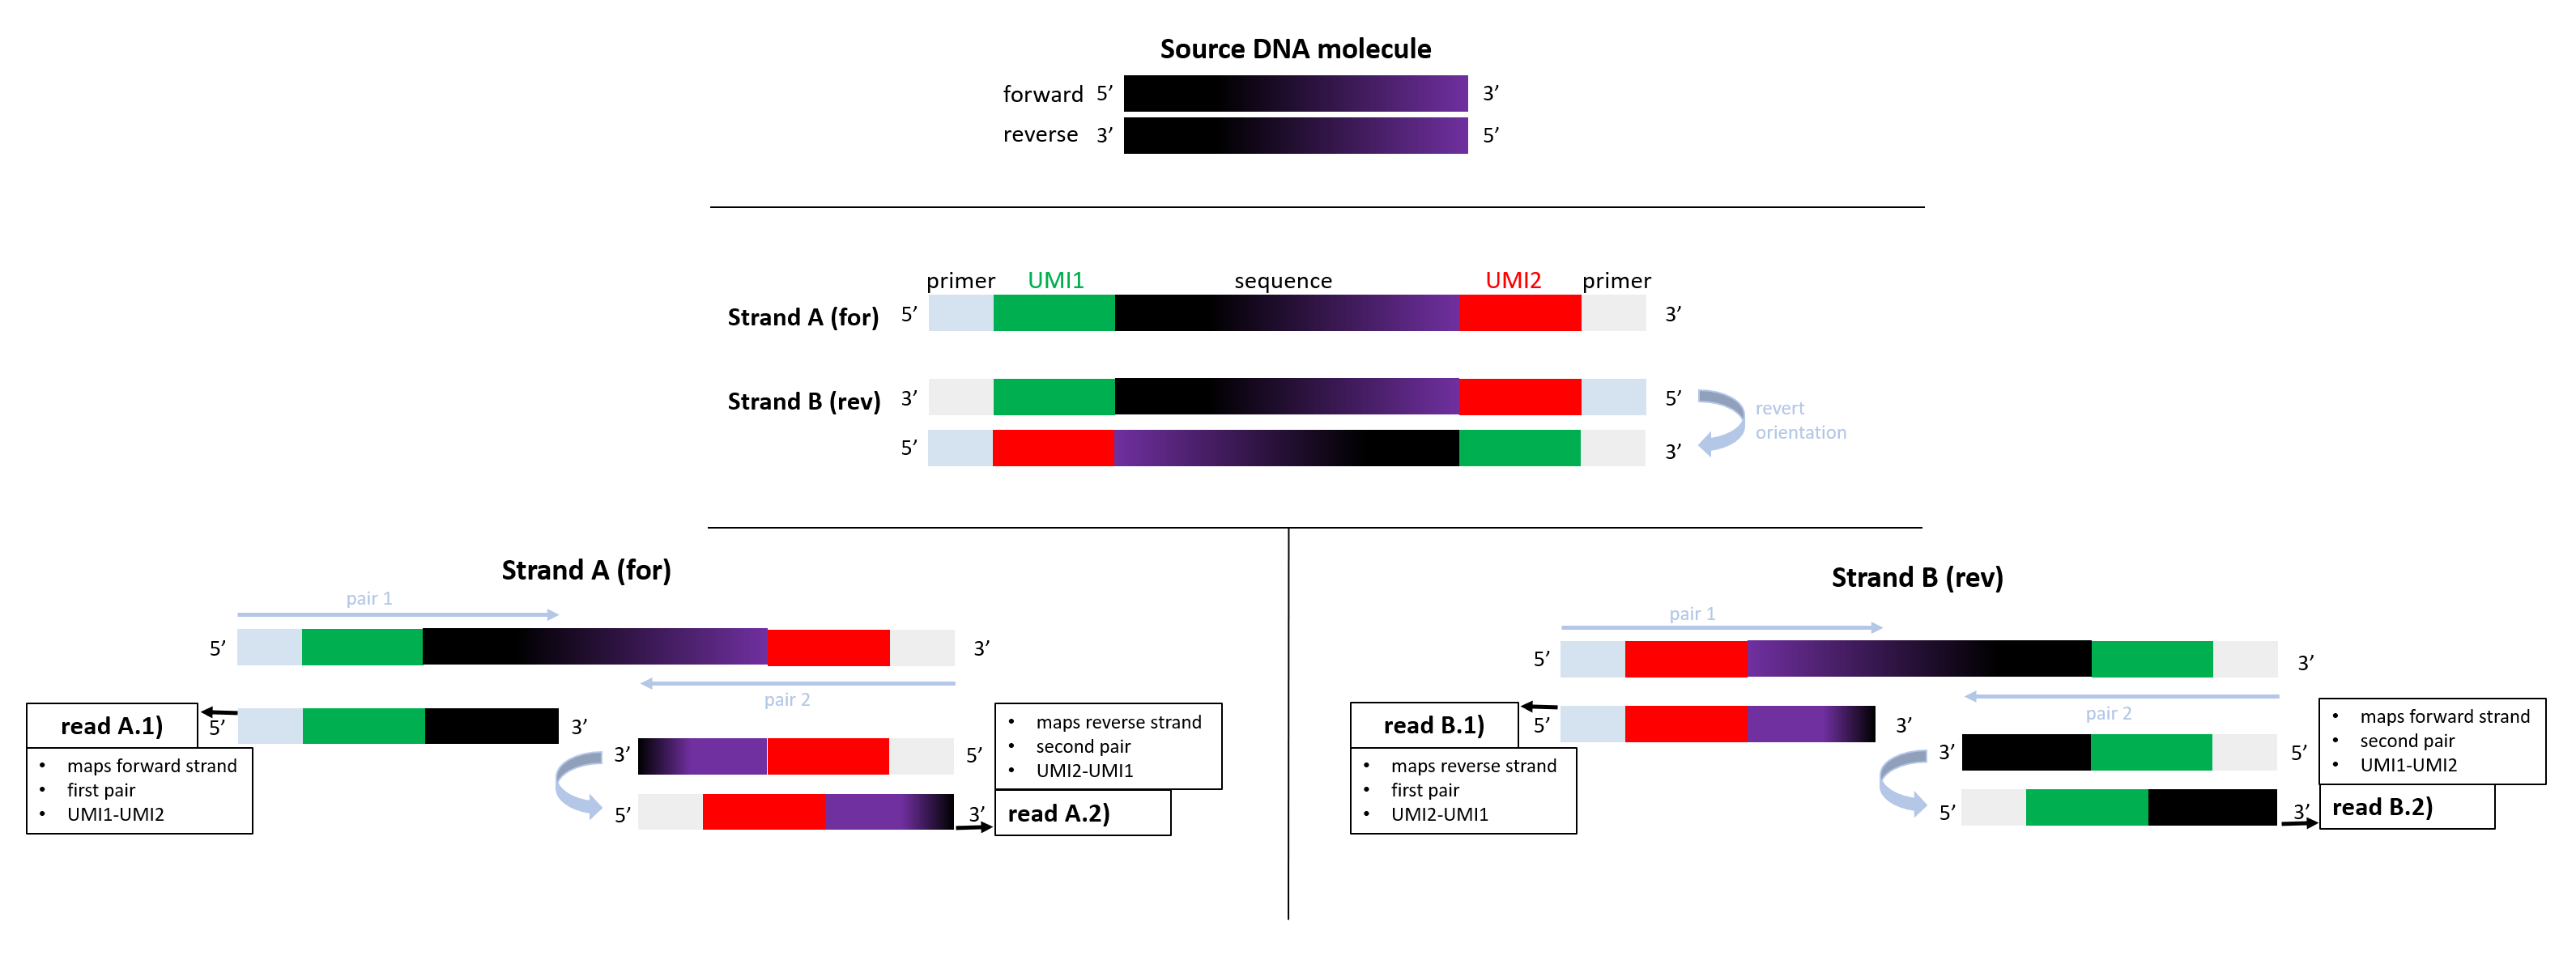 Source DNA molecule
forward 5’ 3’
reverse 3’ 5’
primer UMI1 sequence UMI2 primer
Strand A (for) 5’ 3’
Strand B (rev) 3’ 5’
revert
orientation
5’ 3’
Strand A (for)
pair 1
5’ 3’
pair 2
read A.1) 5’ 3’
• maps forward strand
• first pair
• UMI1-UMI2
3’ 5’
5’ 3’
• maps reverse strand
• second pair
• UMI2-UMI1
read A.2)
Strand B (rev)
pair 1
5’ 3’
pair 2
read B.1) 5’ 3’
• maps reverse strand
• first pair
• UMI2-UMI1
3’ 5’
5’ 3’
• maps forward strand
• second pair
• UMI1-UMI2
read B.2)